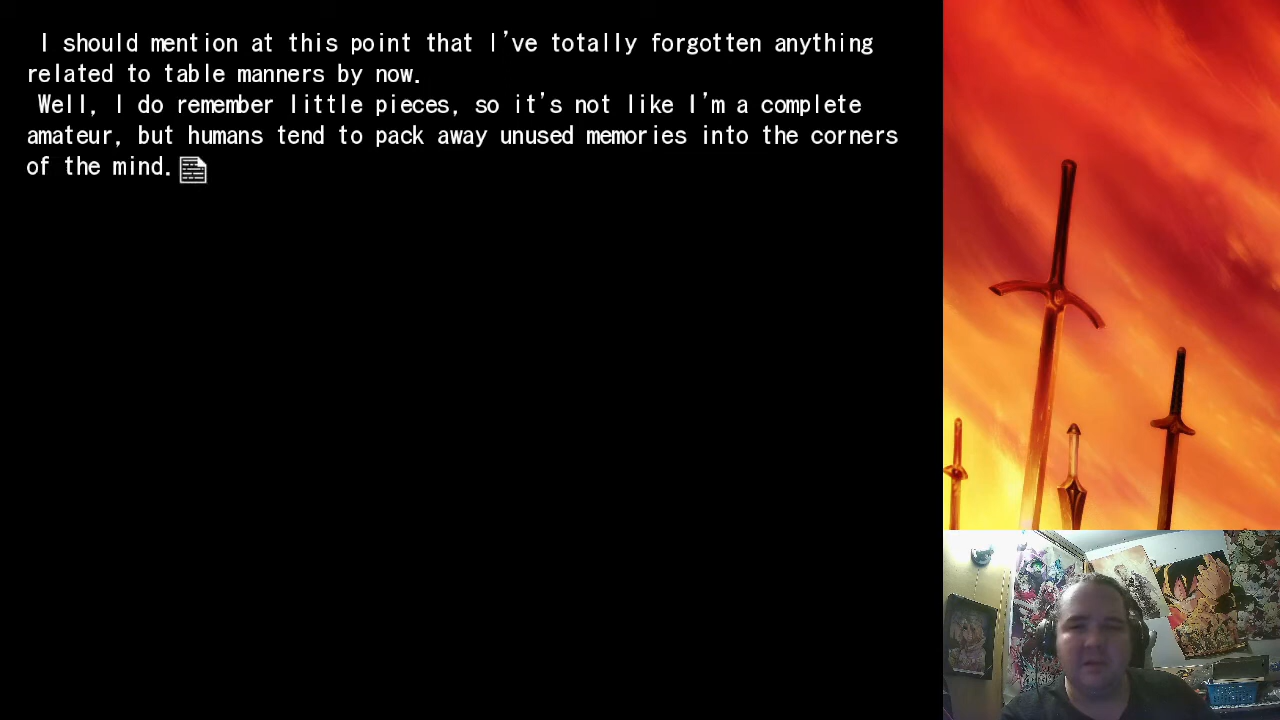 I should mention at this point that I've totally forgotten anything
related to table manners by now.
Well, I do remember little pieces, so it's not like I'm a complete
amateur, but humans tend to pack away unused memories into the corners
of the mind.